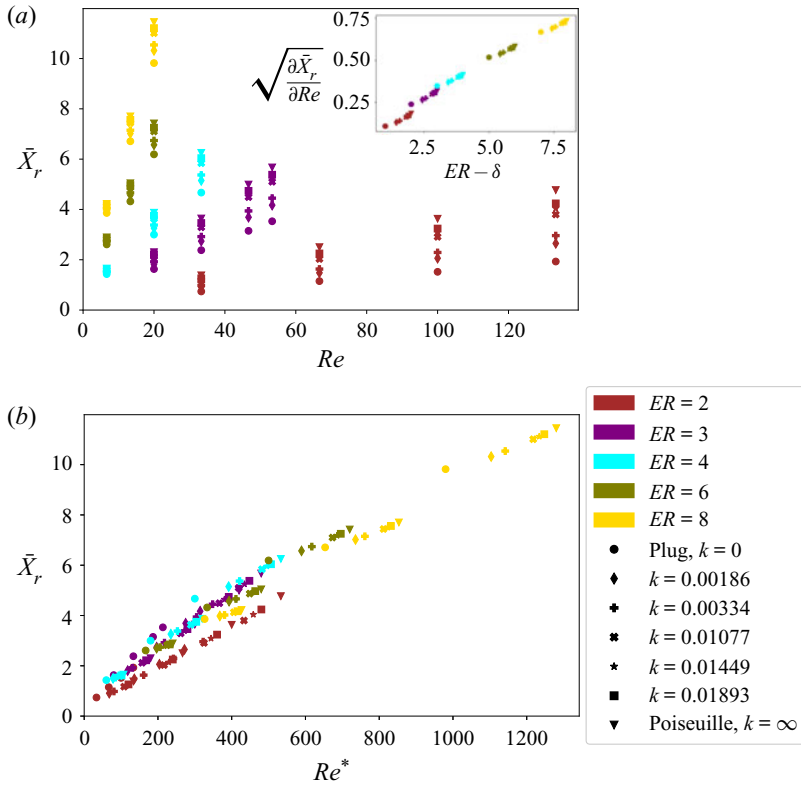 (a)
12
10
8
6
4
2
0
X̄r
0 20 40 60 80 100 120
Re
0.75
0.50
0.25
√∂X̄r/∂Re
2.5 5.0 7.5
ER − δ
(b)
10
8
6
4
2
0
X̄r
0 200 400 600 800 1000 1200
Re*
ER = 2
ER = 3
ER = 4
ER = 6
ER = 8
Plug, k = 0
k = 0.00186
k = 0.00334
k = 0.01077
k = 0.01449
k = 0.01893
Poiseuille, k = ∞